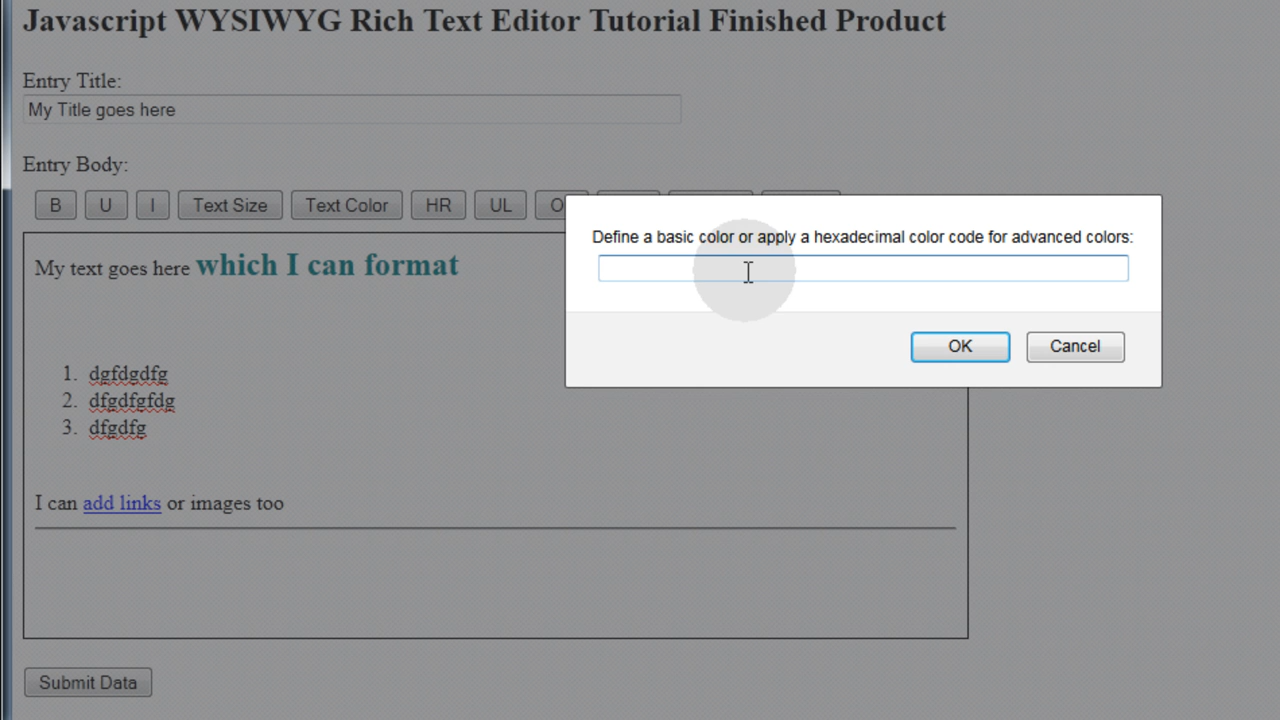 Javascript WYSIWYG Rich Text Editor Tutorial Finished Product
Entry Title:
My Title goes here
Entry Body:
B U I Text Size Text Color HR UL
Define a basic color or apply a hexadecimal color code for advanced colors:
OK Cancel
My text goes here which I can format
1. dgfdgdfg
2. dfgdfgfdg
3. dfgdfg
I can add links or images too
Submit Data